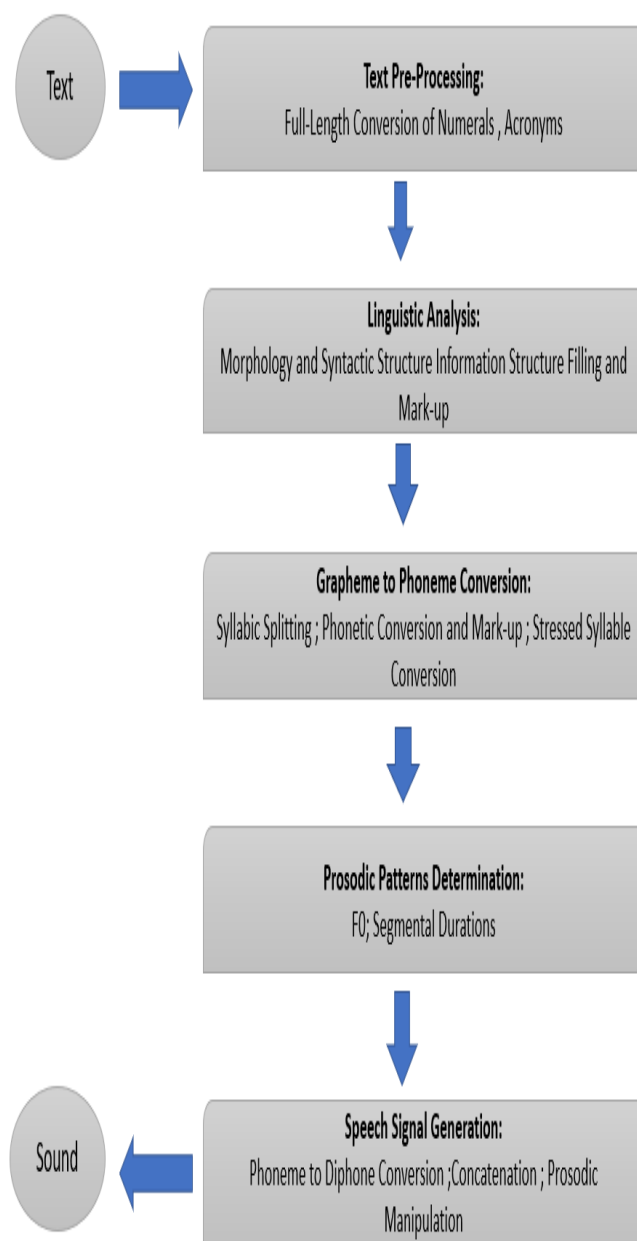 Text
Text Pre-Processing:
Full-Length Conversion of Numerals , Acronyms
Linguistic Analysis:
Morphology and Syntactic Structure Information Structure Filling and
Mark-up
Grapheme to Phoneme Conversion:
Syllabic Splitting ; Phonetic Conversion and Mark-up ; Stressed Syllable
Conversion
Prosodic Patterns Determination:
F0; Segmental Durations
Speech Signal Generation:
Phoneme to Diphone Conversion ;Concatenation ; Prosodic
Manipulation
Sound